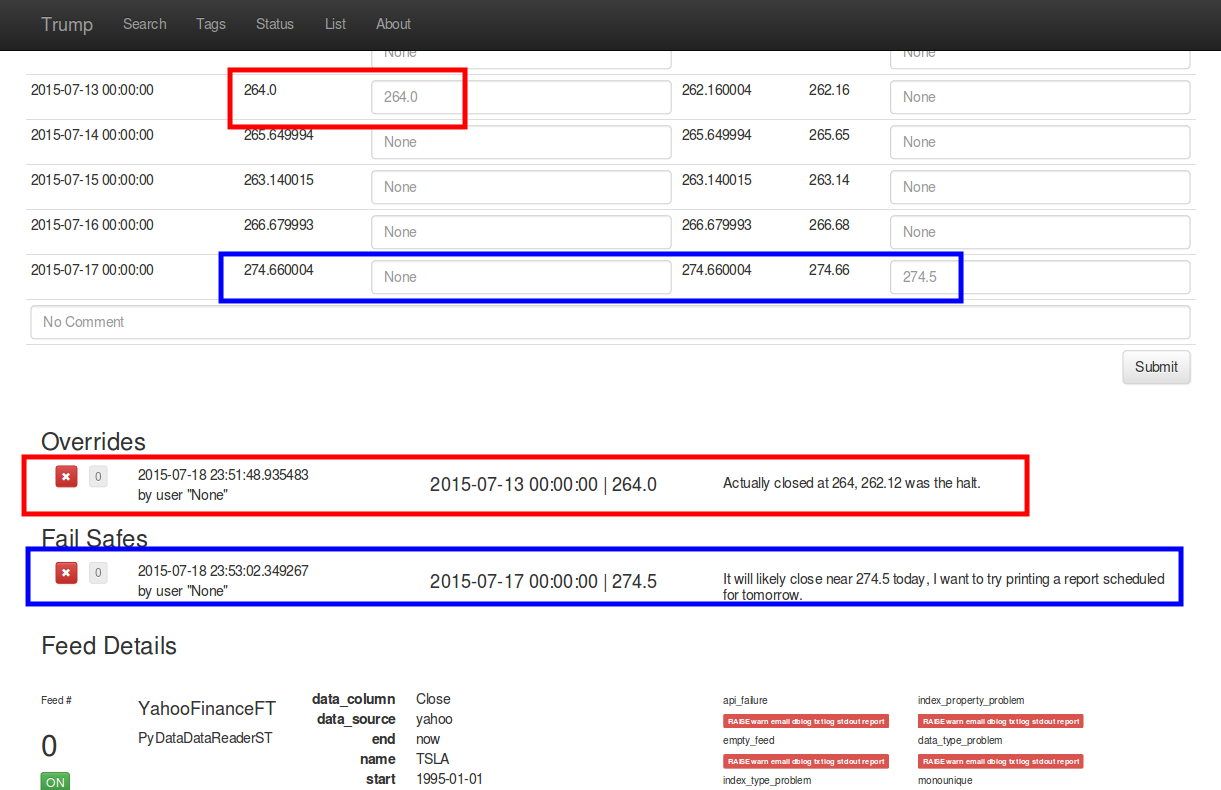 Trump Search Tags Status List About
None None
2015-07-13 00:00:00 264.0 264.0 262.160004 262.16 None
2015-07-14 00:00:00 265.649994 None 265.649994 265.65 None
2015-07-15 00:00:00 263.140015 None 263.140015 263.14 None
2015-07-16 00:00:00 266.679993 None 266.679993 266.68 None
2015-07-17 00:00:00 274.660004 None 274.660004 274.66 274.5
No Comment
Submit
Overrides
0 2015-07-18 23:51:48.935483 2015-07-13 00:00:00 | 264.0 Actually closed at 264, 262.12 was the halt.
by user "None"
Fail Safes
0 2015-07-18 23:53:02.349267 2015-07-17 00:00:00 | 274.5 It will likely close near 274.5 today, I want to try printing a report scheduled
by user "None" for tomorrow.
Feed Details
Feed # YahooFinanceFT data_column Close api_failure index_property_problem
data_source yahoo RAISE warn email dblog txtlog stdout report RAISE warn email dblog txtlog stdout report
0 PyDataDataReaderST end now empty_feed data_type_problem
name TSLA RAISE warn email dblog txtlog stdout report RAISE warn email dblog txtlog stdout report
ON start 1995-01-01 index_type_problem monounique